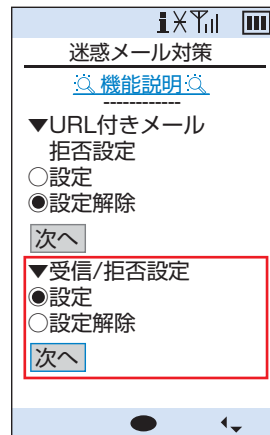 迷惑メール対策
機能説明
------------
▼URL付きメール
拒否設定
○設定
◉設定解除
次へ
▼受信/拒否設定
◉設定
○設定解除
次へ